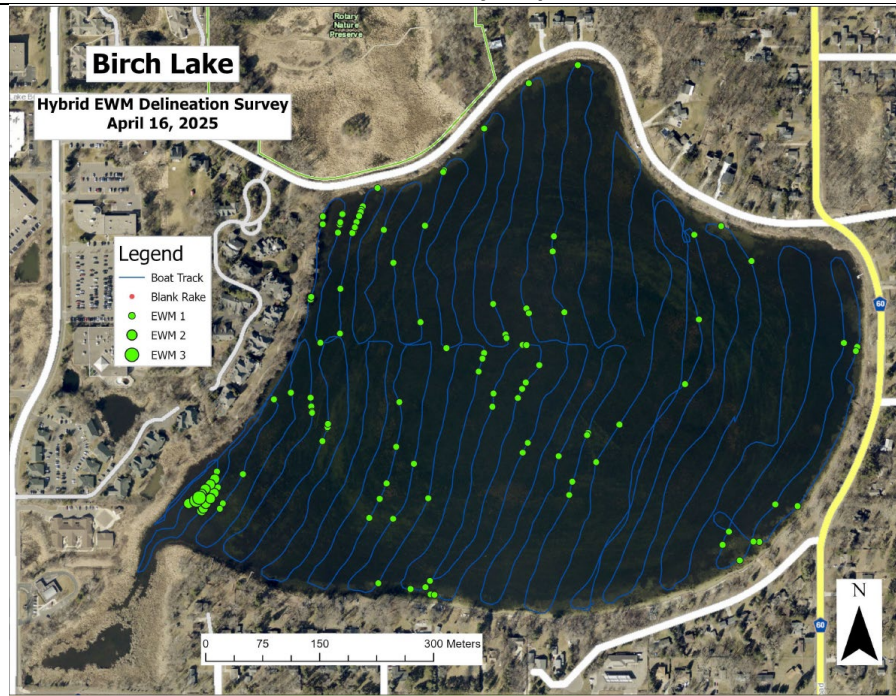 Rotary
Nature
Preserve
Birch Lake
Hybrid EWM Delineation Survey
April 16, 2025
Legend
Boat Track
Blank Rake
EWM 1
EWM 2
EWM 3
60
60
N
0 75 150 300 Meters